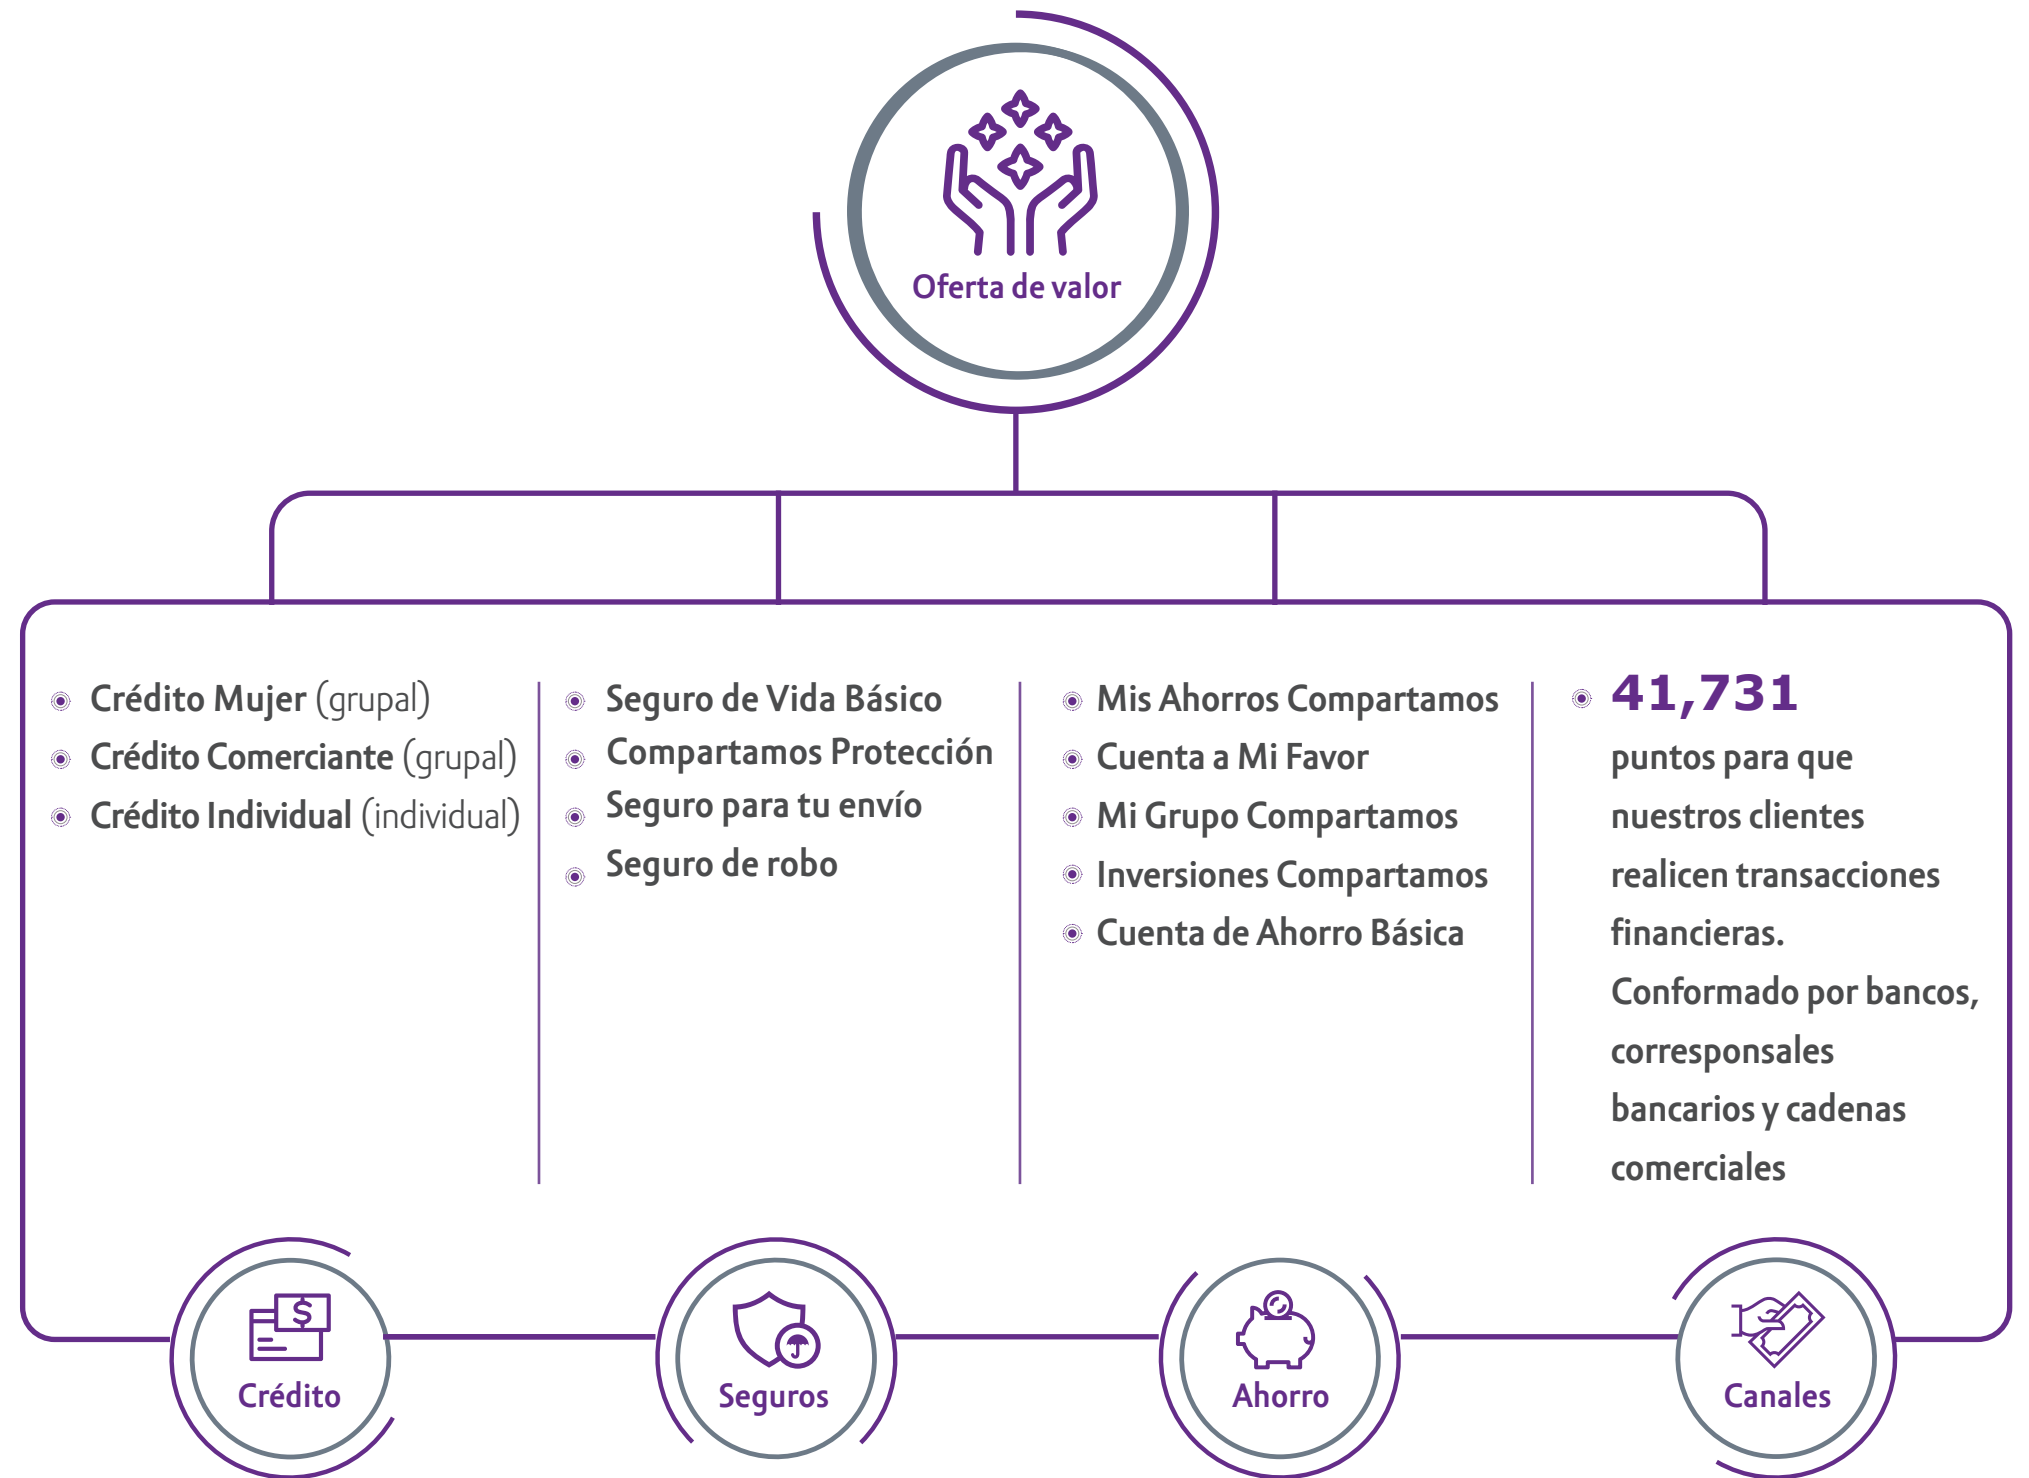 Oferta de valor
Crédito Mujer (grupal)
Crédito Comerciante (grupal)
Crédito Individual (individual)
Seguro de Vida Básico
Compartamos Protección
Seguro para tu envío
Seguro de robo
Mis Ahorros Compartamos
Cuenta a Mi Favor
Mi Grupo Compartamos
Inversiones Compartamos
Cuenta de Ahorro Básica
41,731
puntos para que
nuestros clientes
realicen transacciones
financieras.
Conformado por bancos,
corresponsales
bancarios y cadenas
comerciales
$
Crédito
Seguros
Ahorro
Canales